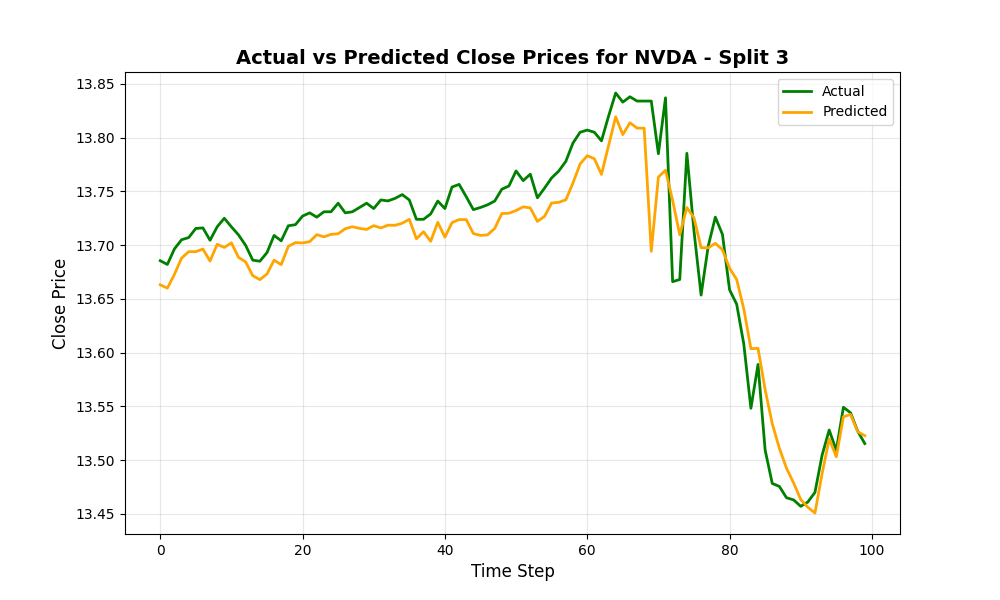 Actual vs Predicted Close Prices for NVDA - Split 3
Actual
Predicted
Close Price
13.85
13.80
13.75
13.70
13.65
13.60
13.55
13.50
13.45
0 20 40 60 80 100
Time Step